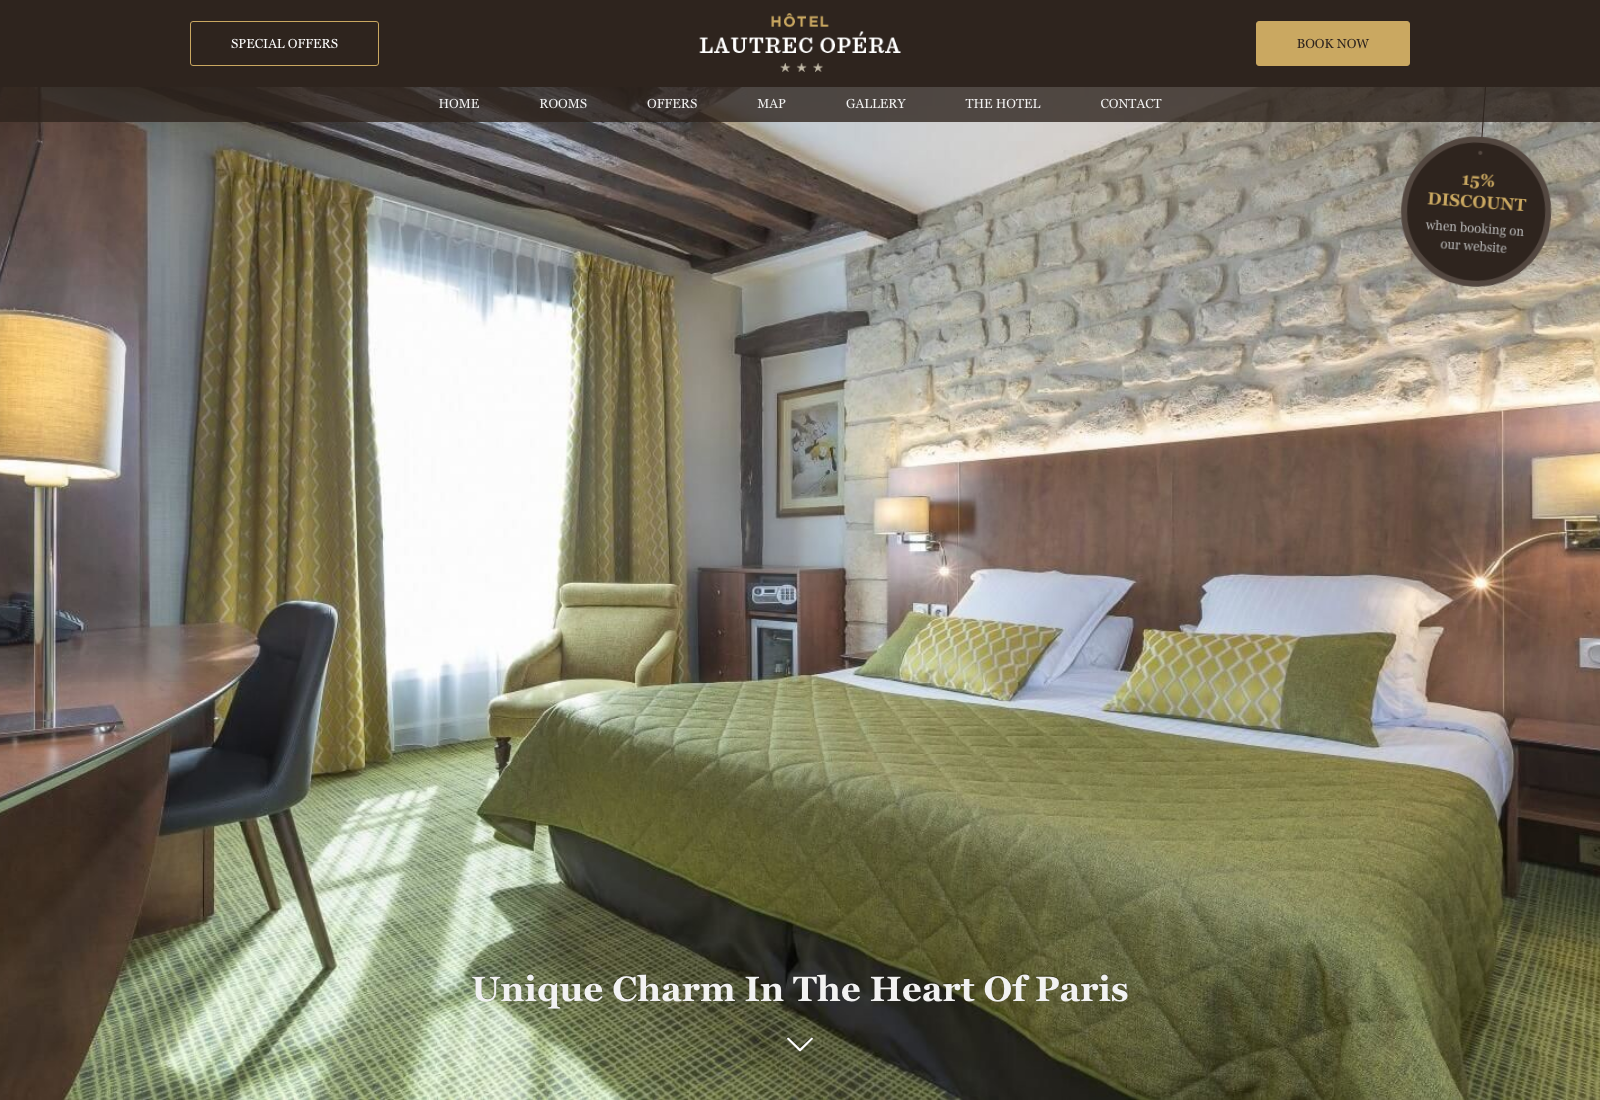 SPECIAL OFFERS
HÔTEL
LAUTREC OPÉRA
BOOK NOW
HOME
ROOMS
OFFERS
MAP
GALLERY
THE HOTEL
CONTACT
15%
DISCOUNT
when booking on
our website
Unique Charm In The Heart Of Paris